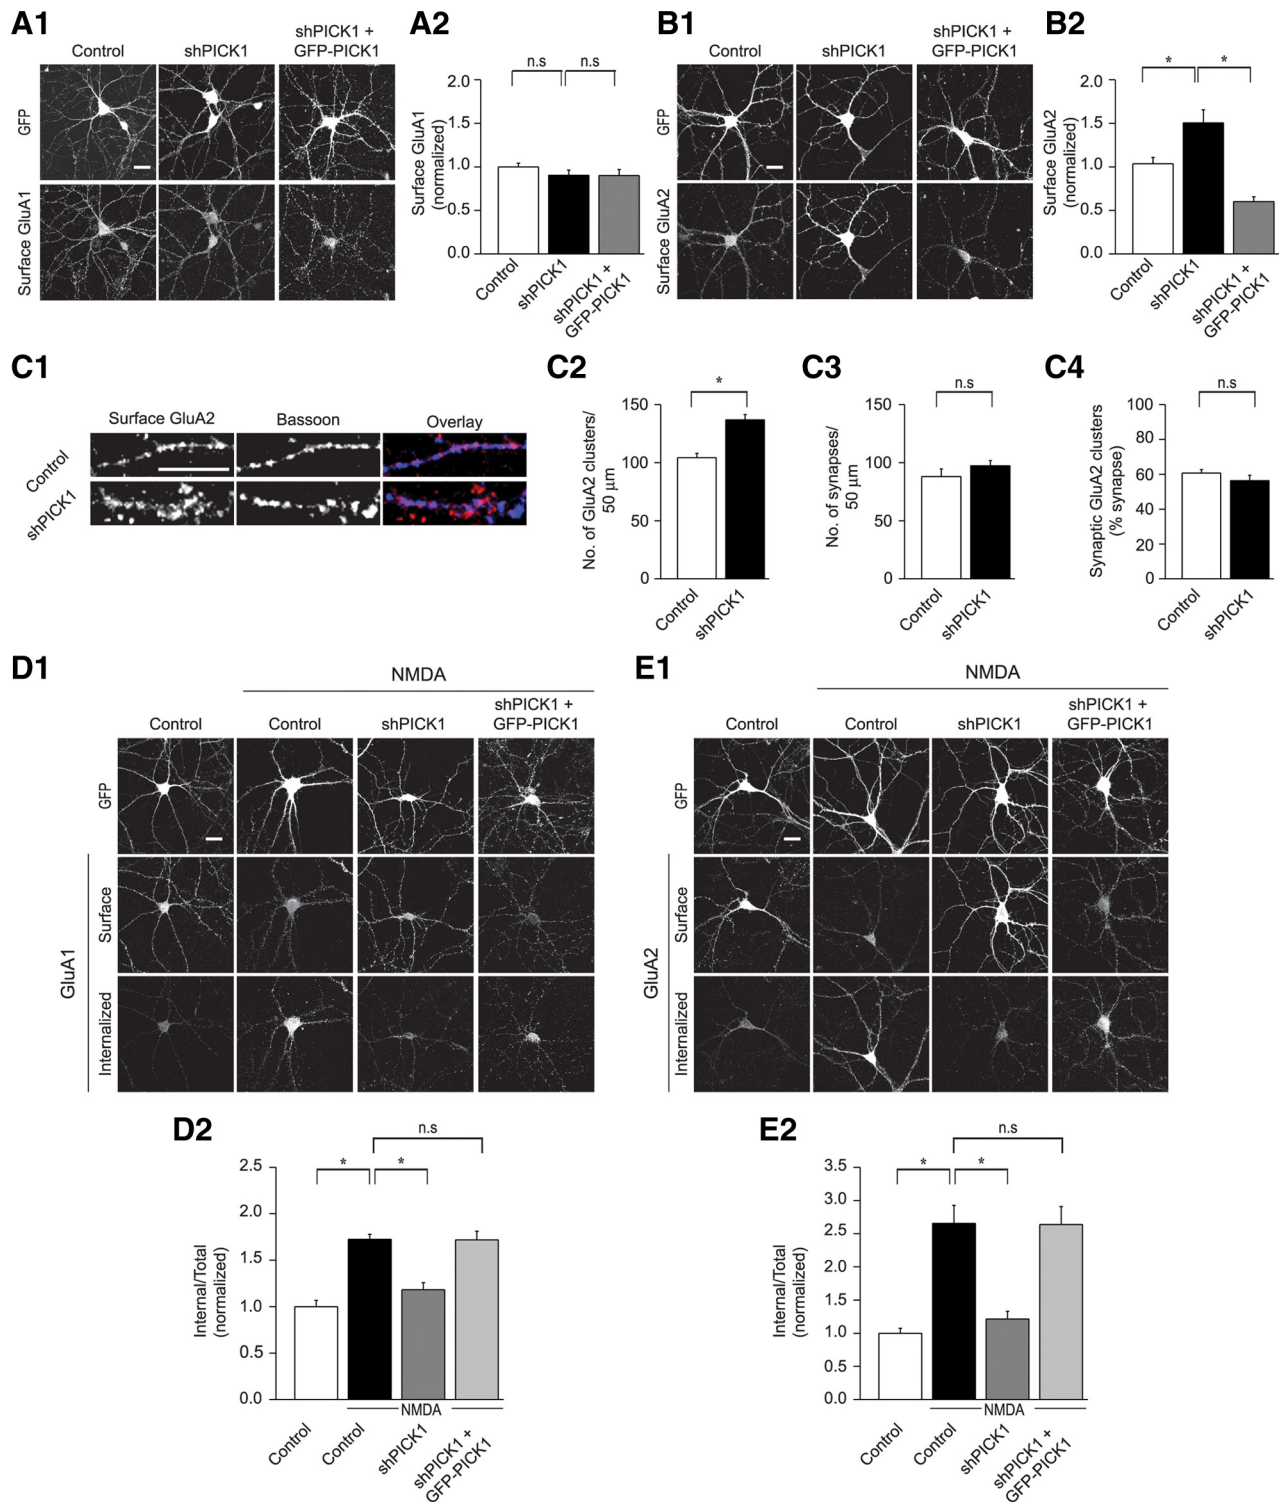 A1
Control
shPICK1
shPICK1 +
GFP-PICK1
GFP
Surface GluA1
A2
n.s
n.s
Surface GluA1
(normalized)
2.0
1.5
1.0
0.5
0.0
Control
shPICK1
shPICK1 +
GFP-PICK1
B1
Control
shPICK1
shPICK1 +
GFP-PICK1
GFP
Surface GluA2
B2
*
*
Surface GluA2
(normalized)
2.0
1.5
1.0
0.5
0.0
Control
shPICK1
shPICK1 +
GFP-PICK1
C1
Surface GluA2
Bassoon
Overlay
Control
shPICK1
C2
*
No. of GluA2 clusters/
50 µm
150
100
50
0
Control
shPICK1
C3
n.s
No. of synapses/
50 µm
150
100
50
0
Control
shPICK1
C4
n.s
Synaptic GluA2 clusters
(% synapse)
100
80
60
40
20
0
Control
shPICK1
D1
NMDA
Control
Control
shPICK1
shPICK1 +
GFP-PICK1
GFP
GluA1
Surface
Internalized
E1
NMDA
Control
Control
shPICK1
shPICK1 +
GFP-PICK1
GFP
GluA2
Surface
Internalized
D2
n.s
*
*
Internal/Total
(normalized)
2.5
2.0
1.5
1.0
0.5
0.0
NMDA
Control
Control
shPICK1
shPICK1 +
GFP-PICK1
E2
n.s
*
*
Internal/Total
(normalized)
3.5
3.0
2.5
2.0
1.5
1.0
0.5
0.0
NMDA
Control
Control
shPICK1
shPICK1 +
GFP-PICK1